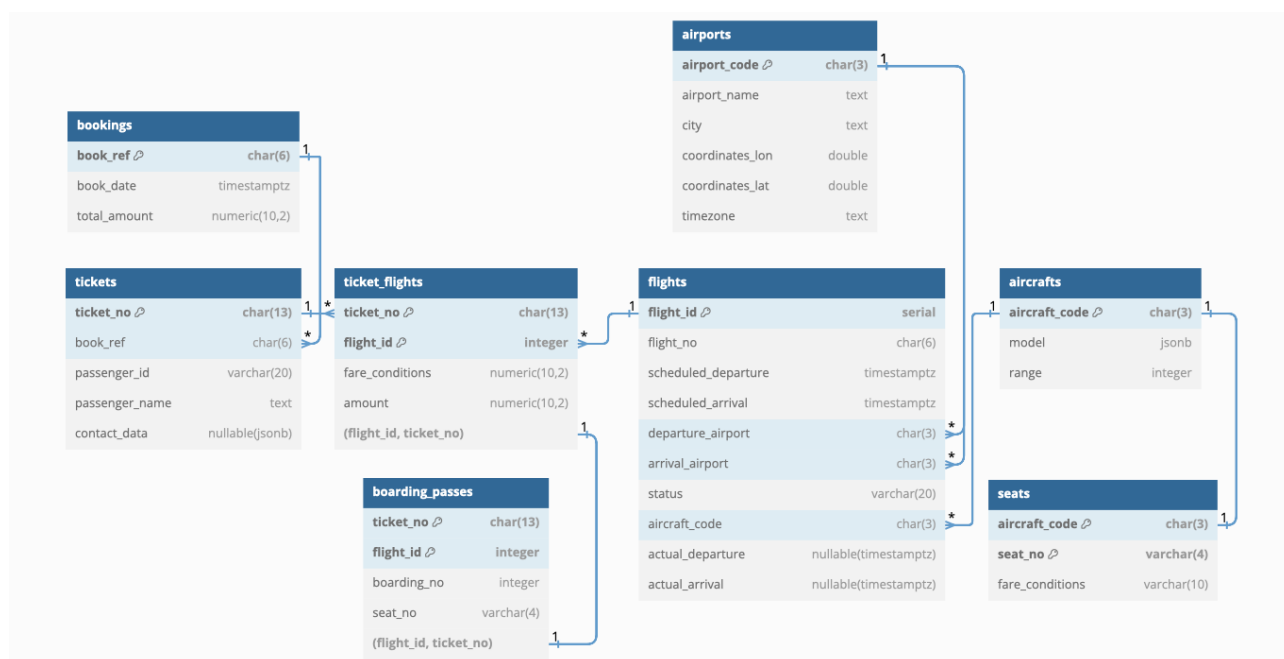 airports
airport_code char(3) 1
airport_name text
city text
coordinates_lon double
coordinates_lat double
timezone text
bookings
book_ref char(6) 1
book_date timestamptz
total_amount numeric(10,2)
tickets
ticket_no char(13) 1
book_ref char(6) *
passenger_id varchar(20)
passenger_name text
contact_data nullable(jsonb)
ticket_flights
* ticket_no char(13)
flight_id integer *
fare_conditions numeric(10,2)
amount numeric(10,2)
(flight_id, ticket_no) 1
boarding_passes
ticket_no char(13)
flight_id integer
boarding_no integer
seat_no varchar(4)
(flight_id, ticket_no) 1
flights
1 flight_id serial
flight_no char(6)
scheduled_departure timestamptz
scheduled_arrival timestamptz
departure_airport char(3) *
arrival_airport char(3) *
status varchar(20)
aircraft_code char(3) *
actual_departure nullable(timestamptz)
actual_arrival nullable(timestamptz)
aircrafts
1 aircraft_code char(3) 1
model jsonb
range integer
seats
aircraft_code char(3) 1
seat_no varchar(4)
fare_conditions varchar(10)